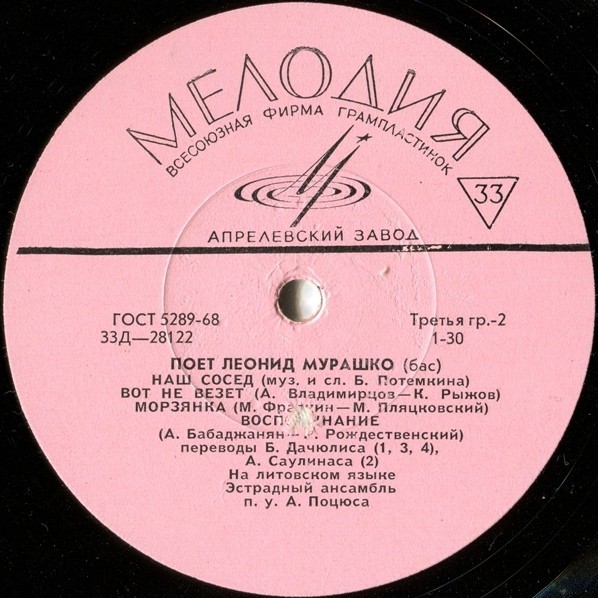 МЕЛОДИЯ
ВСЕСОЮЗНАЯ ФИРМА ГРАМПЛАСТИНОК
33
АПРЕЛЕВСКИЙ ЗАВОД
ГОСТ 5289-68 Третья гр.-2
33Д—28122 1-30
ПОЕТ ЛЕОНИД МУРАШКО (бас)
НАШ СОСЕД (муз. и сл. Б. Потемкина)
ВОТ НЕ ВЕЗЕТ (А. Владимирцов—К. Рыжов)
МОРЗЯНКА (М. Фрадкин—М. Пляцковский)
ВОСПОМИНАНИЕ
(А. Бабаджанян— Рождественский)
переводы Б. Дачюлиса (1, 3, 4),
А. Саулинаса (2)
На литовском языке
Эстрадный ансамбль
п. у. А. Поцюса